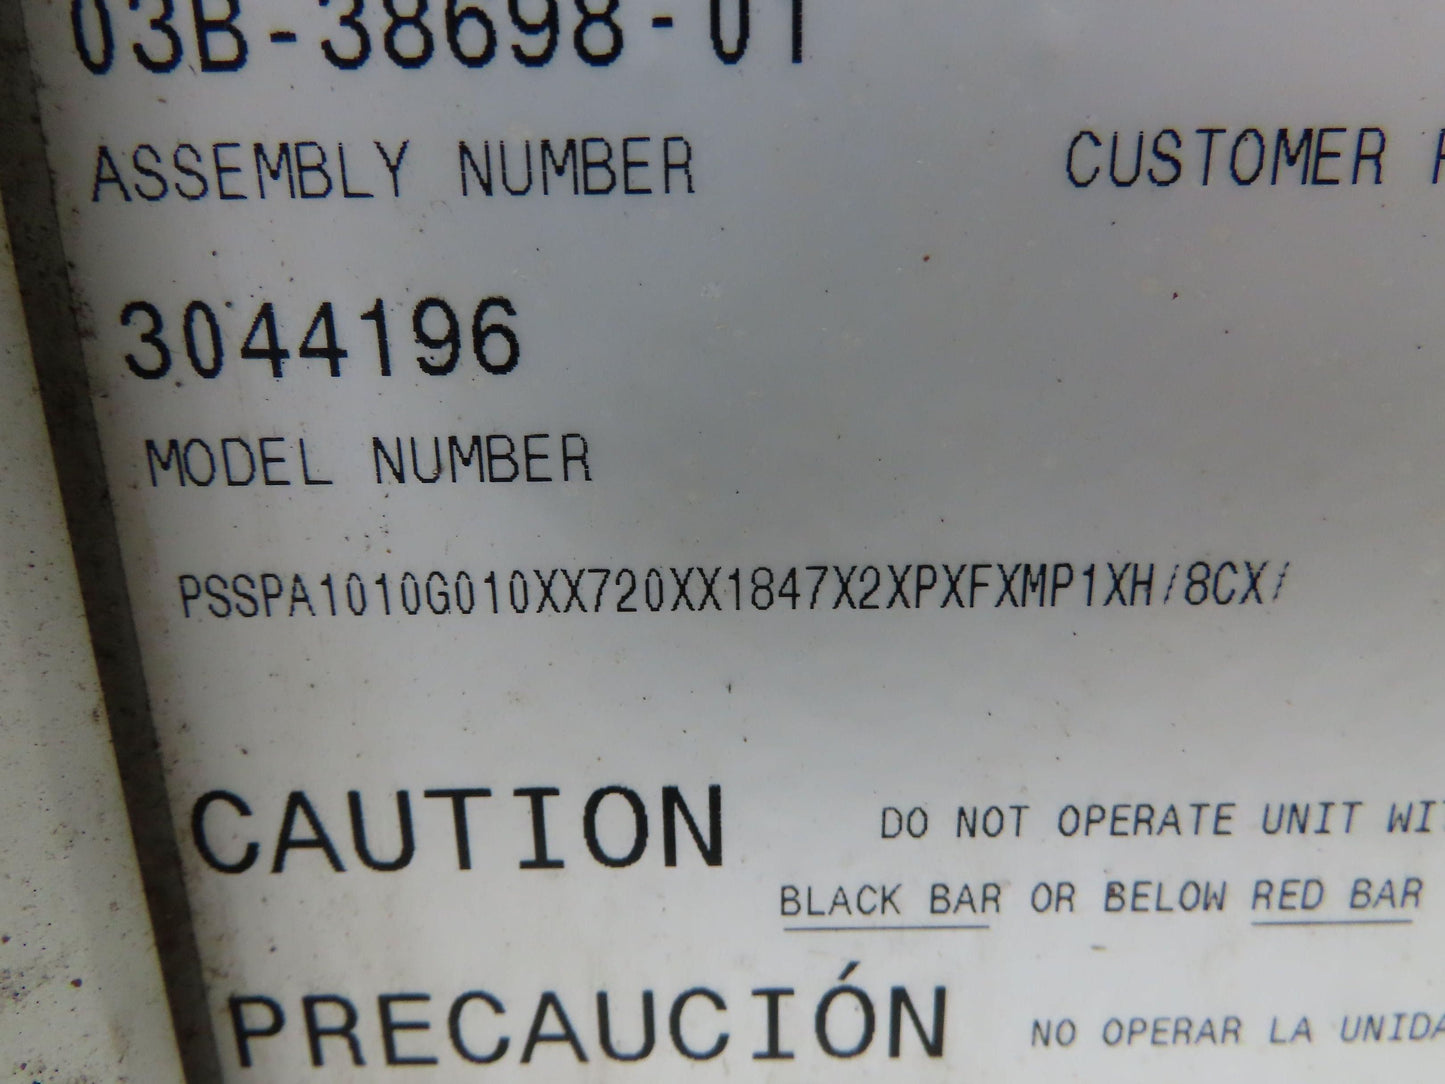 03B-38698-01
ASSEMBLY NUMBER
CUSTOMER
3044196
MODEL NUMBER
PSSPA1010G010XX720XX1847X2XPXFXMP1XH/8CX/
CAUTION
DO NOT OPERATE UNIT
BLACK BAR OR BELOW RED BAR
PRECAUCIÓN
NO OPERAR LA